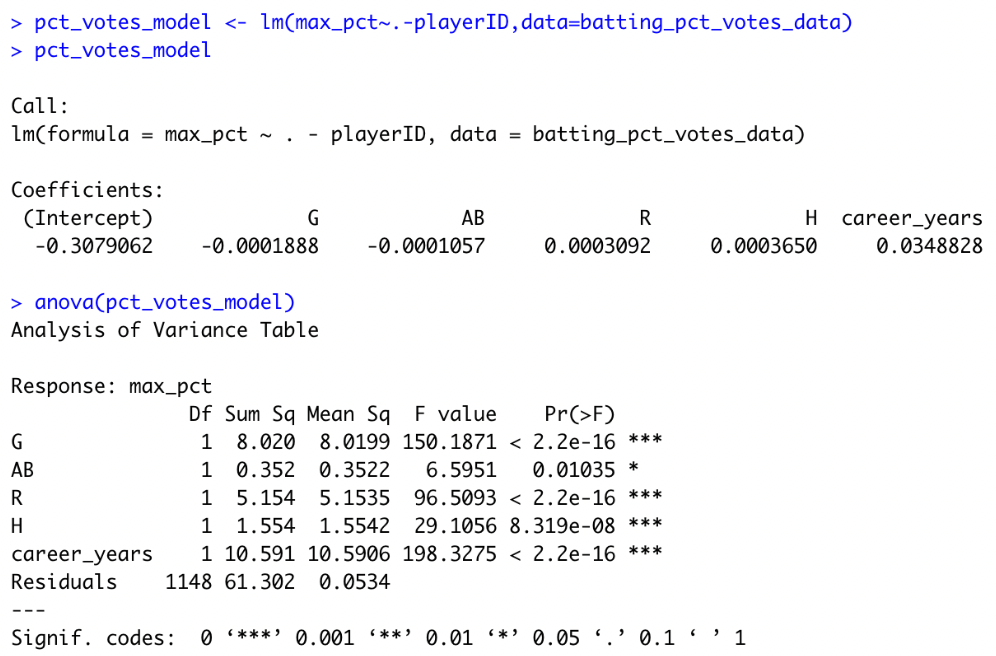 > pct_votes_model <- lm(max_pct~.-playerID,data=batting_pct_votes_data)
> pct_votes_model
Call:
lm(formula = max_pct ~ . - playerID, data = batting_pct_votes_data)
Coefficients:
(Intercept) G AB R H career_years
-0.3079062 -0.0001888 -0.0001057 0.0003092 0.0003650 0.0348828
> anova(pct_votes_model)
Analysis of Variance Table
Response: max_pct
Df Sum Sq Mean Sq F value Pr(>F)
G 1 8.020 8.0199 150.1871 < 2.2e-16 ***
AB 1 0.352 0.3522 6.5951 0.01035 *
R 1 5.154 5.1535 96.5093 < 2.2e-16 ***
H 1 1.554 1.5542 29.1056 8.319e-08 ***
career_years 1 10.591 10.5906 198.3275 < 2.2e-16 ***
Residuals 1148 61.302 0.0534
---
Signif. codes: 0 ‘***’ 0.001 ‘**’ 0.01 ‘*’ 0.05 ‘.’ 0.1 ‘ ’ 1